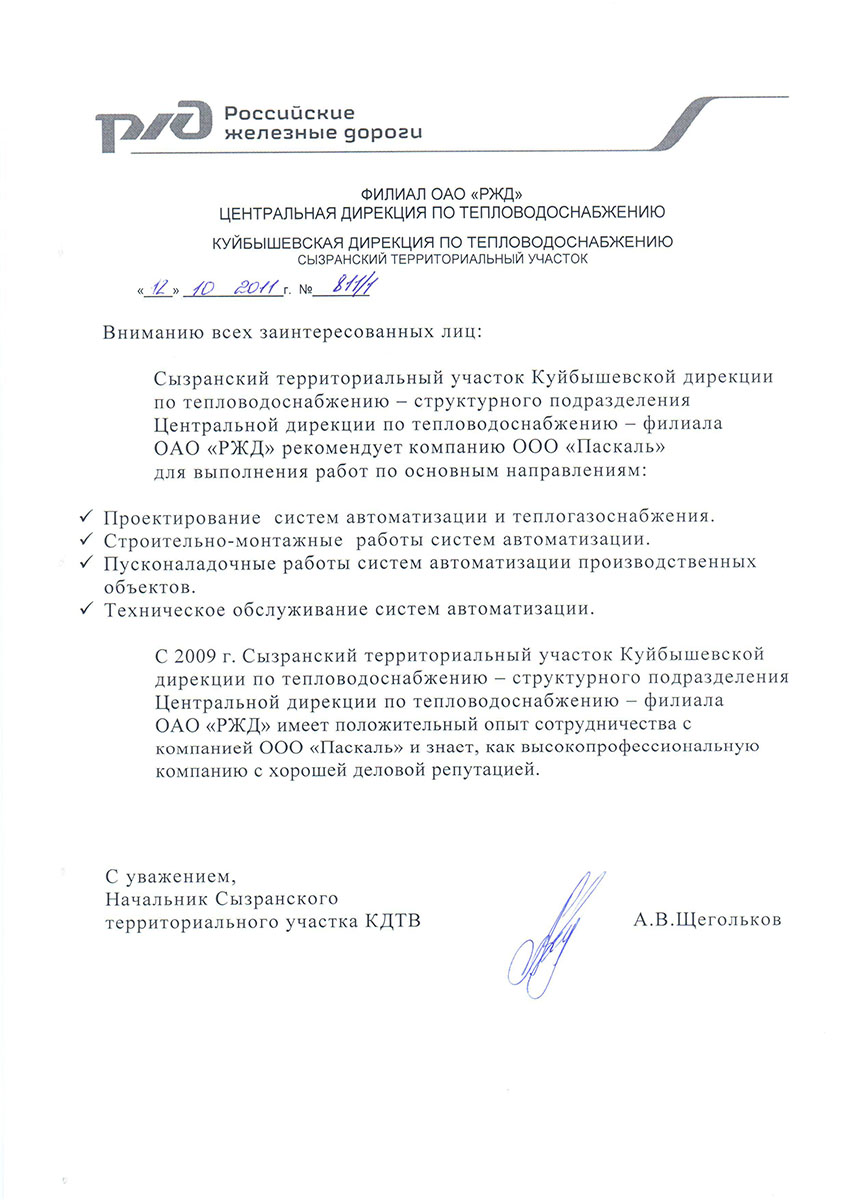 РЖД Российские
железные дороги
ФИЛИАЛ ОАО «РЖД»
ЦЕНТРАЛЬНАЯ ДИРЕКЦИЯ ПО ТЕПЛОВОДОСНАБЖЕНИЮ
КУЙБЫШЕВСКАЯ ДИРЕКЦИЯ ПО ТЕПЛОВОДОСНАБЖЕНИЮ
СЫЗРАНСКИЙ ТЕРРИТОРИАЛЬНЫЙ УЧАСТОК
«12» 10 2011 г. № 811/1
Вниманию всех заинтересованных лиц:
Сызранский территориальный участок Куйбышевской дирекции
по тепловодоснабжению – структурного подразделения
Центральной дирекции по тепловодоснабжению – филиала
ОАО «РЖД» рекомендует компанию ООО «Паскаль»
для выполнения работ по основным направлениям:
✓ Проектирование систем автоматизации и теплогазоснабжения.
✓ Строительно-монтажные работы систем автоматизации.
✓ Пусконаладочные работы систем автоматизации производственных
объектов.
✓ Техническое обслуживание систем автоматизации.
С 2009 г. Сызранский территориальный участок Куйбышевской
дирекции по тепловодоснабжению – структурного подразделения
Центральной дирекции по тепловодоснабжению – филиала
ОАО «РЖД» имеет положительный опыт сотрудничества с
компанией ООО «Паскаль» и знает, как высокопрофессиональную
компанию с хорошей деловой репутацией.
С уважением,
Начальник Сызранского
территориального участка КДТВ А.В.Щегольков